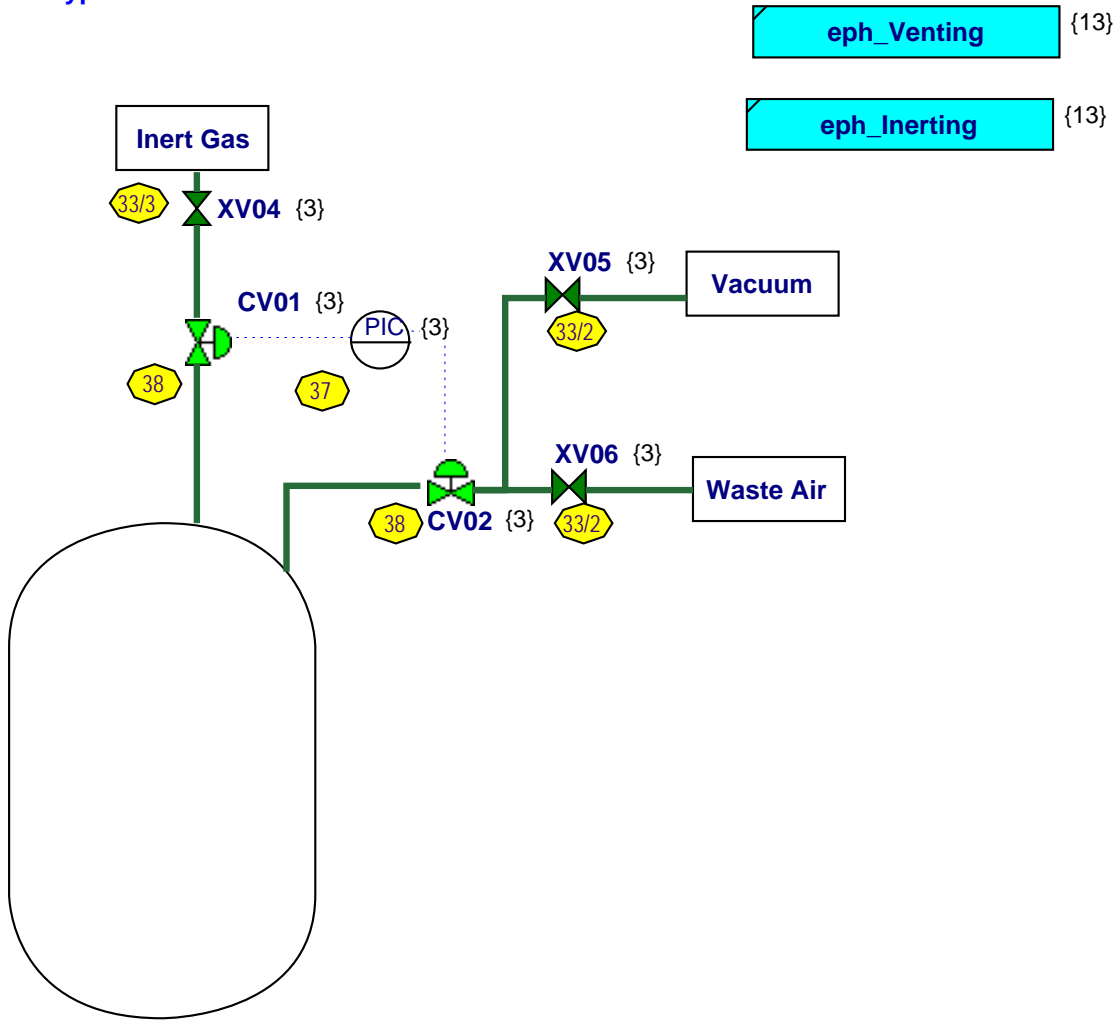 eph_Venting {13}
eph_Inerting {13}
Inert Gas
33/3 XV04 {3}
XV05 {3}
Vacuum
33/2
CV01 {3}
PIC {3}
38
37
XV06 {3}
Waste Air
38 CV02 {3} 33/2